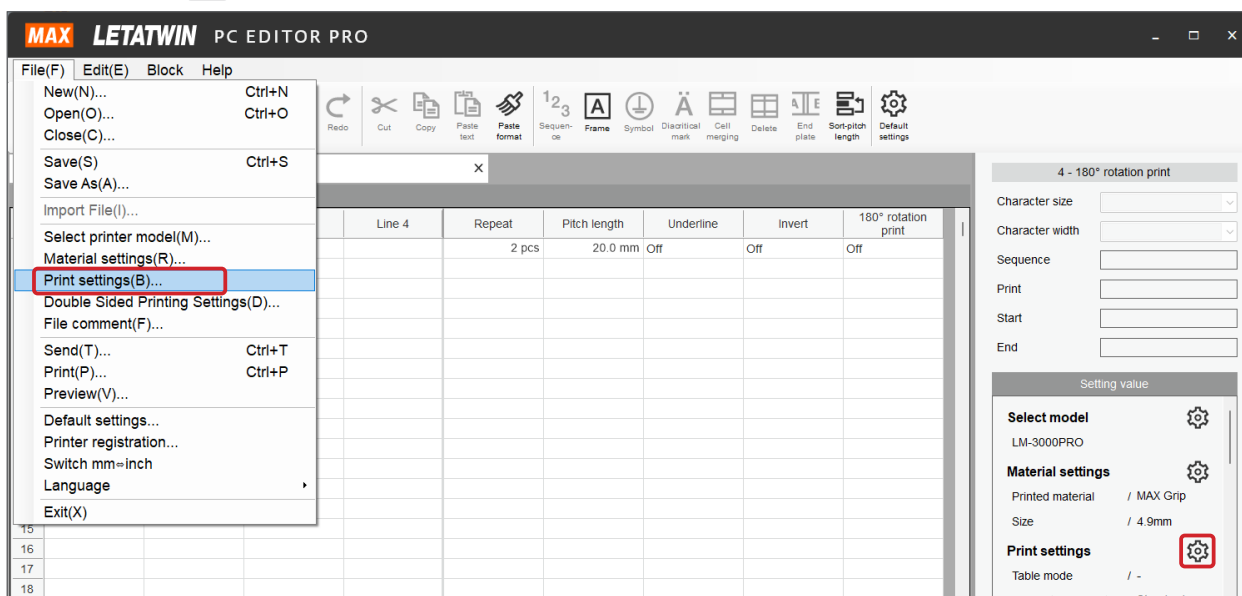 MAX LETATWIN PC EDITOR PRO
File(F) Edit(E) Block Help
New(N)... Ctrl+N
Open(O)... Ctrl+O
Close(C)...
Save(S) Ctrl+S
Save As(A)...
Import File(I)...
Select printer model(M)...
Material settings(R)...
Print settings(B)...
Double Sided Printing Settings(D)...
File comment(F)...
Send(T)... Ctrl+T
Print(P)... Ctrl+P
Preview(V)...
Default settings...
Printer registration...
Switch mm⇔inch
Language
Exit(X)
Redo
Cut
Copy
Paste
text
Paste
format
Sequen-
ce
Frame
Symbol
Diacritical
mark
Cell
merging
Delete
End
plate
Sort-pitch
length
Default
settings
Line 4 Repeat Pitch length Underline Invert 180° rotation
print
2 pcs 20.0 mm Off Off Off
15
16
17
18
4 - 180° rotation print
Character size
Character width
Sequence
Print
Start
End
Setting value
Select model
LM-3000PRO
Material settings
Printed material / MAX Grip
Size / 4.9mm
Print settings
Table mode / -